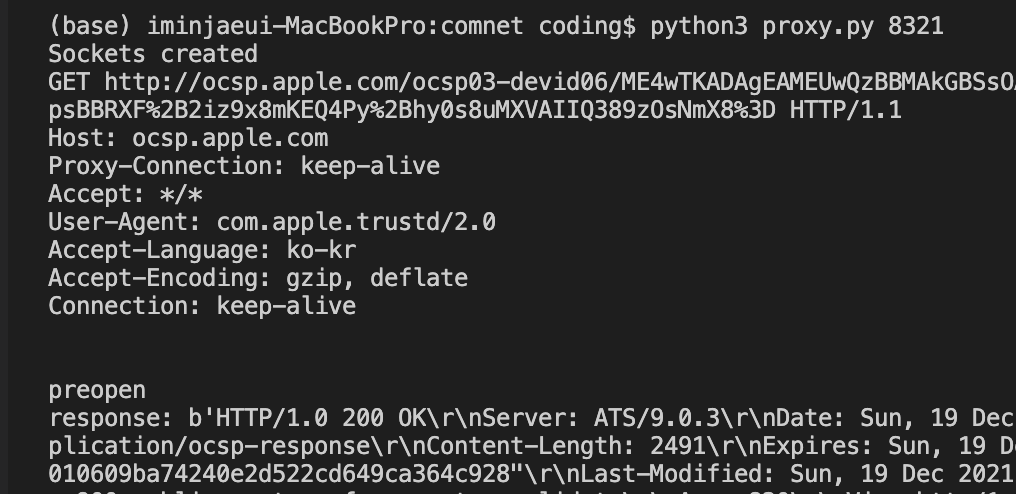 (base) iminjaeui-MacBookPro:comnet coding$ python3 proxy.py 8321
Sockets created
GET http://ocsp.apple.com/ocsp03-devid06/ME4wTKADAgEAMEUwQzBBMAkGBSsO
psBBRXF%2B2iz9x8mKEQ4Py%2Bhy0s8uMXVAIIQ389zOsNmX8%3D HTTP/1.1
Host: ocsp.apple.com
Proxy-Connection: keep-alive
Accept: */*
User-Agent: com.apple.trustd/2.0
Accept-Language: ko-kr
Accept-Encoding: gzip, deflate
Connection: keep-alive
preopen
response: b'HTTP/1.0 200 OK\r\nServer: ATS/9.0.3\r\nDate: Sun, 19 Dec
plication/ocsp-response\r\nContent-Length: 2491\r\nExpires: Sun, 19 D
010609ba74240e2d522cd649ca364c928"\r\nLast-Modified: Sun, 19 Dec 2021